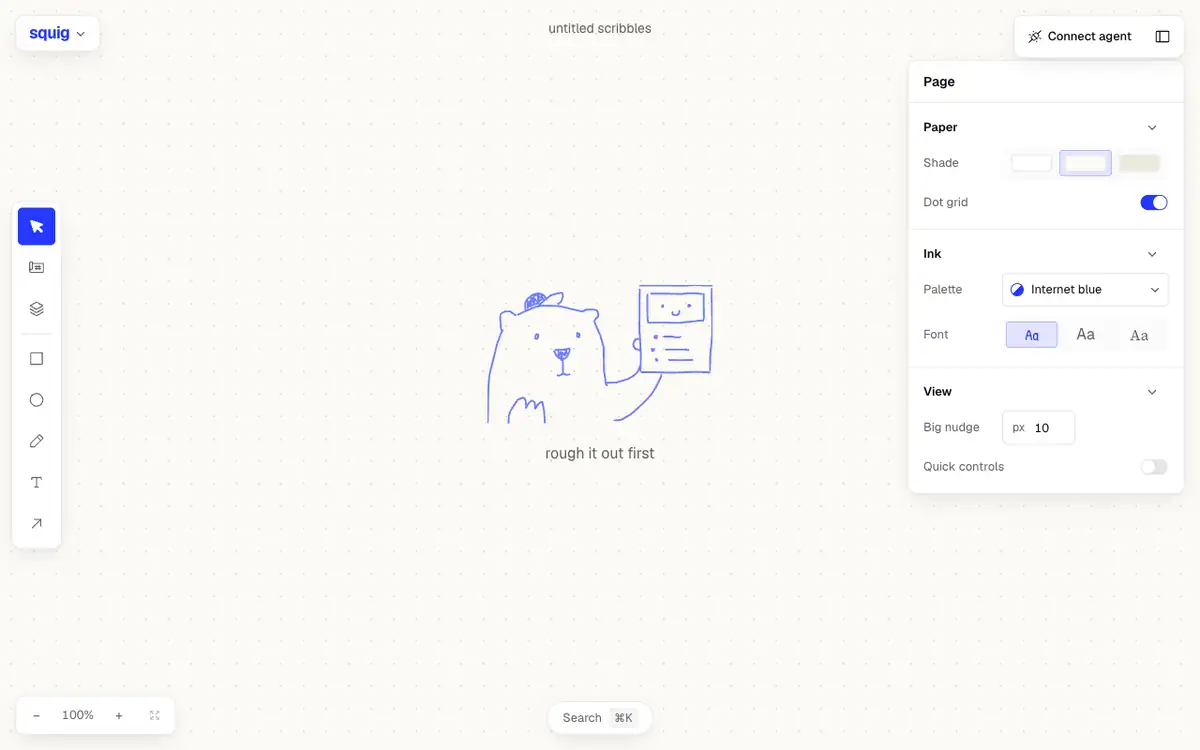 squig
untitled scribbles
Connect agent
Page
Paper
Shade
Dot grid
Ink
Palette
Internet blue
Font
Aa
Aa
Aa
View
Big nudge
px 10
Quick controls
T
rough it out first
− 100% +
Search ⌘K